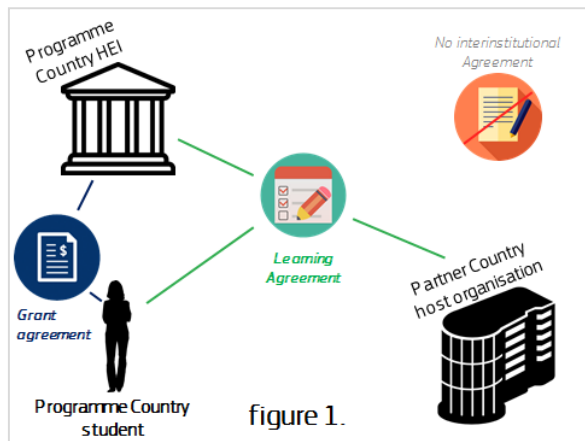 Programme
Country HEI
No interinstitutional
Agreement
$
Learning
Agreement
Partner Country
host organisation
Grant
agreement
Programme Country
student
figure 1.